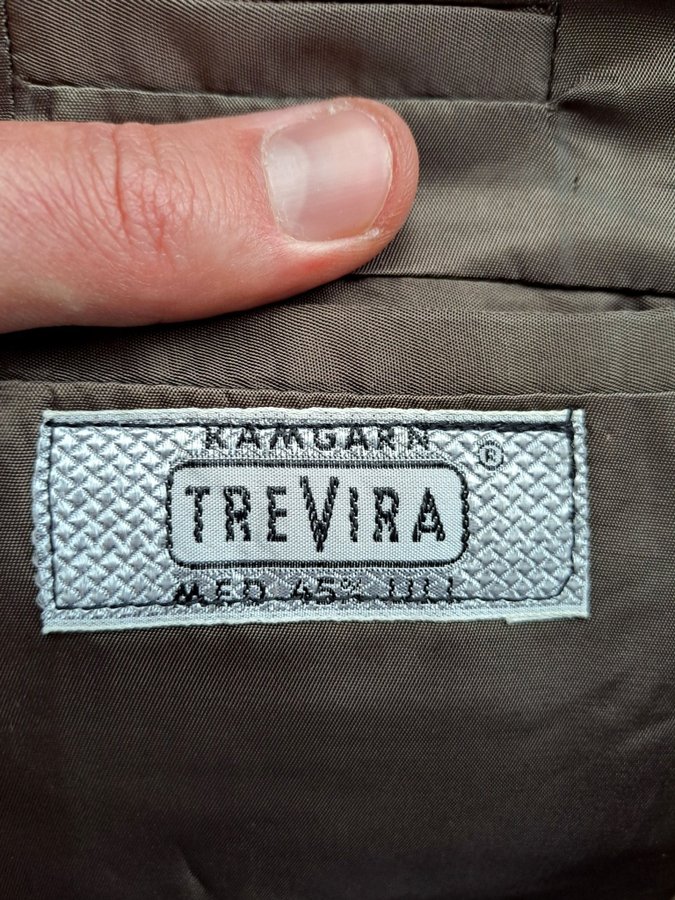 KAMGARN
®
TREVIRA
MED 45% ULL